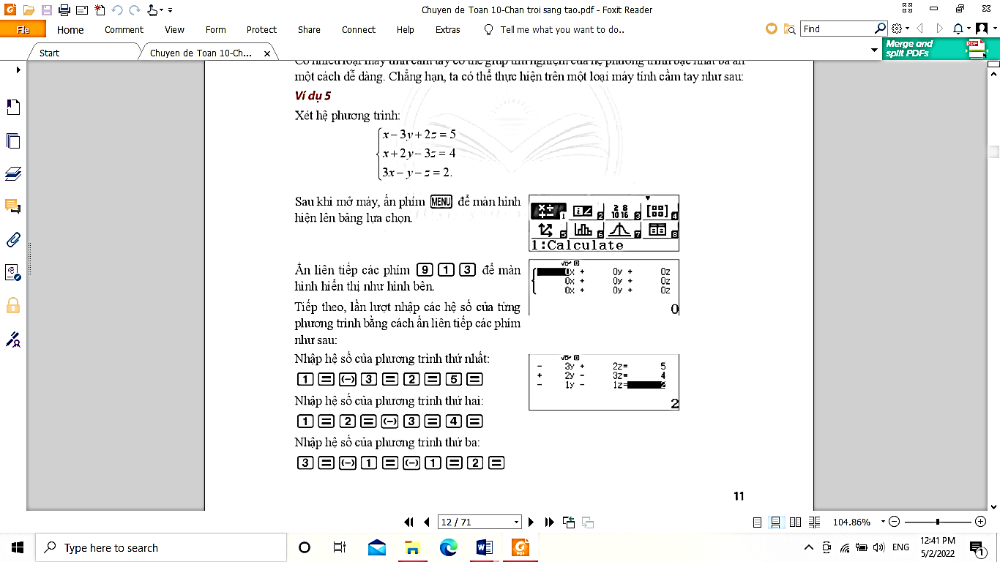 Chuyen de Toan 10-Chan troi sang tao.pdf - Foxit Reader
File Home Comment View Form Protect Share Connect Help Extras Tell me what you want to do.. Find
Start Chuyen de Toan 10-Ch... × Merge and split PDFs PDF
Có nhiều loại máy tính cầm tay có thể giúp tìm nghiệm của hệ phương trình bậc nhất ba ẩn
một cách dễ dàng. Chẳng hạn, ta có thể thực hiện trên một loại máy tính cầm tay như sau:
Ví dụ 5
Xét hệ phương trình:
x − 3y + 2z = 5
x + 2y − 3z = 4
3x − y − z = 2.
Sau khi mở máy, ấn phím MENU để màn hình
hiện lên bảng lựa chọn.
×÷ +− 1 2 2 8 10 16 3 4
5 6 7 8
1:Calculate
Ấn liên tiếp các phím 9 1 3 để màn
hình hiển thị như hình bên.
0x + 0y + 0z
0x + 0y + 0z
0x + 0y + 0z
0
Tiếp theo, lần lượt nhập các hệ số của từng
phương trình bằng cách ấn liên tiếp các phím
như sau:
Nhập hệ số của phương trình thứ nhất:
1 = (−) 3 = 2 = 5 =
− 3y + 2z= 5
+ 2y − 3z= 4
− 1y − 1z= 2
2
Nhập hệ số của phương trình thứ hai:
1 = 2 = (−) 3 = 4 =
Nhập hệ số của phương trình thứ ba:
3 = (−) 1 = (−) 1 = 2 =
11
12 / 71 104.86%
Type here to search ENG 12:41 PM
5/2/2022 1